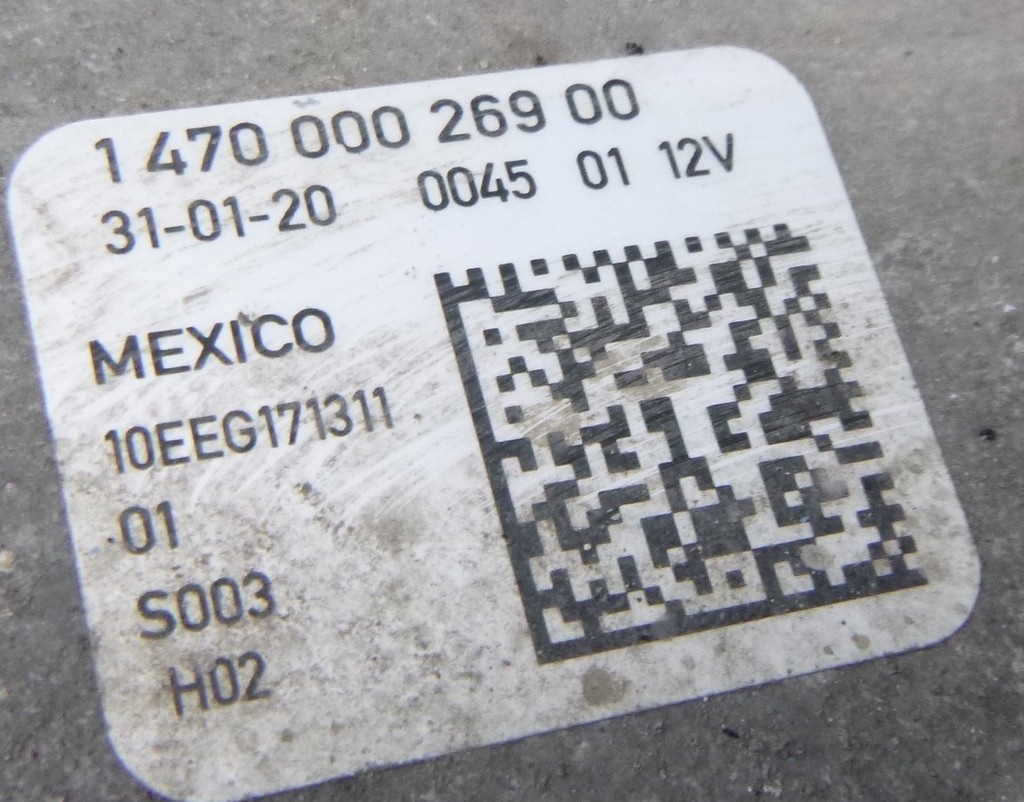 1 470 000 269 00
31-01-20 0045 01 12V
MEXICO
10EEG171311
01
S003
H02